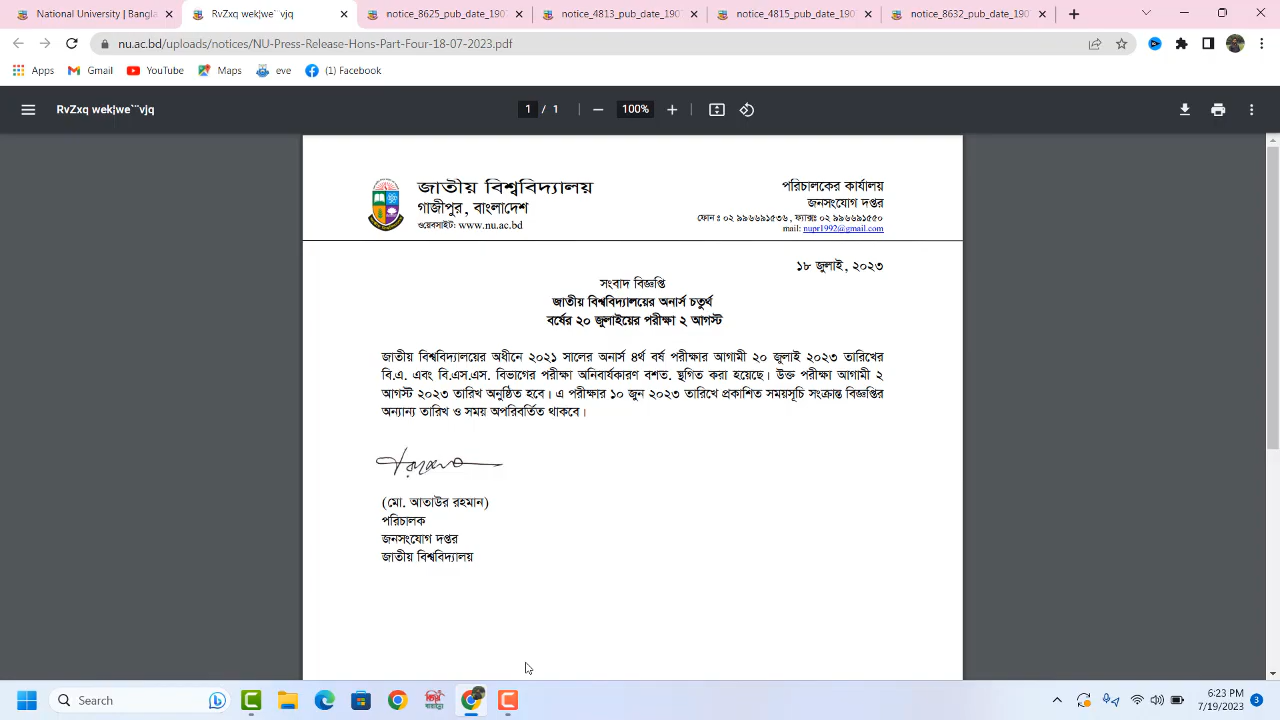 National University | Bangla
RvZxq wek¦we`¨vjq
notice_8625_pub_date_190
notice_4813_pub_date_190
notice_4815_pub_date_190
notice_8632_pub_date_190
nu.ac.bd/uploads/notices/NU-Press-Release-Hons-Part-Four-18-07-2023.pdf
Apps
Gmail
YouTube
Maps
eve
(1) Facebook
RvZxq wek¦we`¨vjq
1 / 1
100%
জাতীয় বিশ্ববিদ্যালয়
গাজীপুর, বাংলাদেশ
ওয়েবসাইট: www.nu.ac.bd
পরিচালকের কার্যালয়
জনসংযোগ দপ্তর
ফোন ঃ ০২ ৯৯৬৬৯১৫৩৬ , ফ্যাক্সঃ ০২ ৯৯৬৬৯১৫৫০
mail: nupr1992@gmail.com
১৮ জুলাই, ২০২৩
সংবাদ বিজ্ঞপ্তি
জাতীয় বিশ্ববিদ্যালয়ের অনার্স চতুর্থ
বর্ষের ২০ জুলাইয়ের পরীক্ষা ২ আগস্ট
জাতীয় বিশ্ববিদ্যালয়ের অধীনে ২০২১ সালের অনার্স ৪র্থ বর্ষ পরীক্ষার আগামী ২০ জুলাই ২০২৩ তারিখের
বি.এ. এবং বি.এস.এস. বিভাগের পরীক্ষা অনিবার্যকারণ বশত. স্থগিত করা হয়েছে। উক্ত পরীক্ষা আগামী ২
আগস্ট ২০২৩ তারিখ অনুষ্ঠিত হবে। এ পরীক্ষার ১০ জুন ২০২৩ তারিখে প্রকাশিত সময়সূচি সংক্রান্ত বিজ্ঞপ্তির
অন্যান্য তারিখ ও সময় অপরিবর্তিত থাকবে।
(মো. আতাউর রহমান)
পরিচালক
জনসংযোগ দপ্তর
জাতীয় বিশ্ববিদ্যালয়
Search
6:23 PM
7/19/2023
3